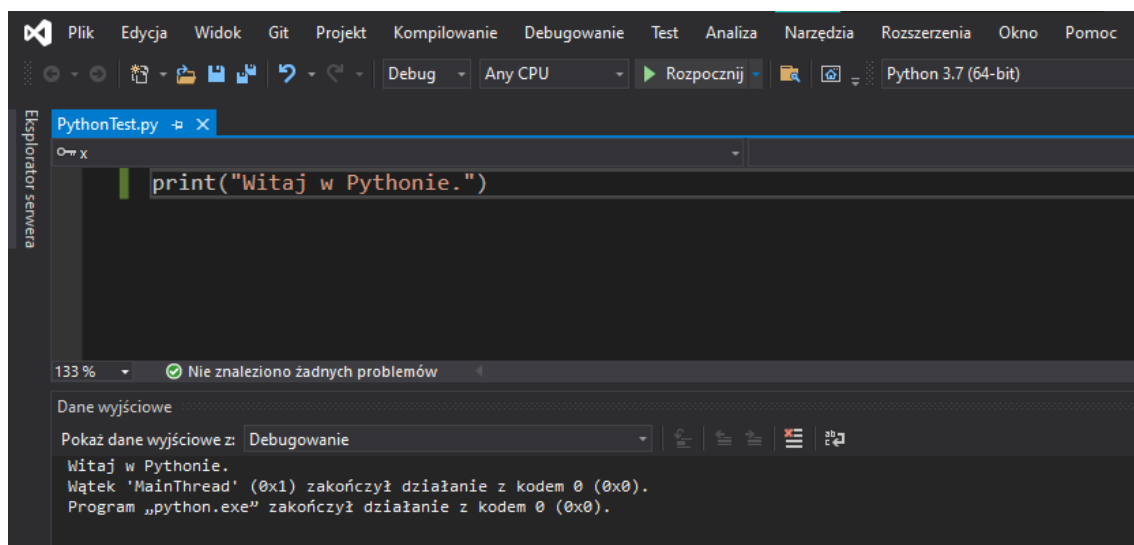 Plik Edycja Widok Git Projekt Kompilowanie Debugowanie Test Analiza Narzędzia Rozszerzenia Okno Pomoc
Debug Any CPU Rozpocznij Python 3.7 (64-bit)
Eksplorator serwera
PythonTest.py
x
print("Witaj w Pythonie.")
133 % Nie znaleziono żadnych problemów
Dane wyjściowe
Pokaż dane wyjściowe z: Debugowanie
Witaj w Pythonie.
Wątek 'MainThread' (0x1) zakończył działanie z kodem 0 (0x0).
Program „python.exe” zakończył działanie z kodem 0 (0x0).